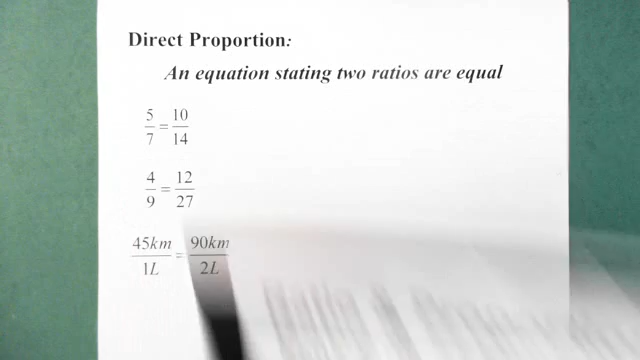 Direct Proportion:
An equation stating two ratios are equal
5/7 = 10/14
4/9 = 12/27
45km/1L = 90km/2L